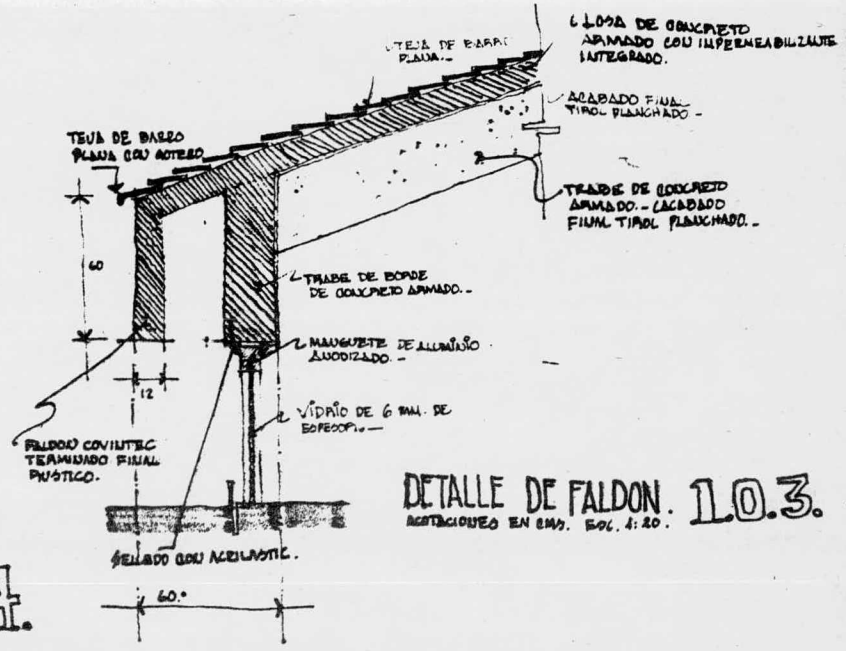 LOSA DE CONCRETO
ARMADO CON IMPERMEABILIZANTE
INTEGRADO.
TEJA DE BARRO
PLANA.-
ACABADO FINAL
TIROL PLANCHADO -
TEJA DE BARRO
PLANA CON GOTERO
TRABE DE CONCRETO
ARMADO.- (ACABADO
FINAL TIROL PLANCHADO.-
60
TRABE DE BORDE
DE CONCRETO ARMADO.-
MANGUETE DE ALUMINIO
ANODIZADO.-
12
VIDRIO DE 6 MM. DE
ESPESOR.-
FALDON COVINTEC
TERMINADO FINAL
RUSTICO.
DETALLE DE FALDON. 1.0.3.
ACOTACIONES EN CMS. ESC. 1:20.
SELLADO CON ACRILASTIC.
60.